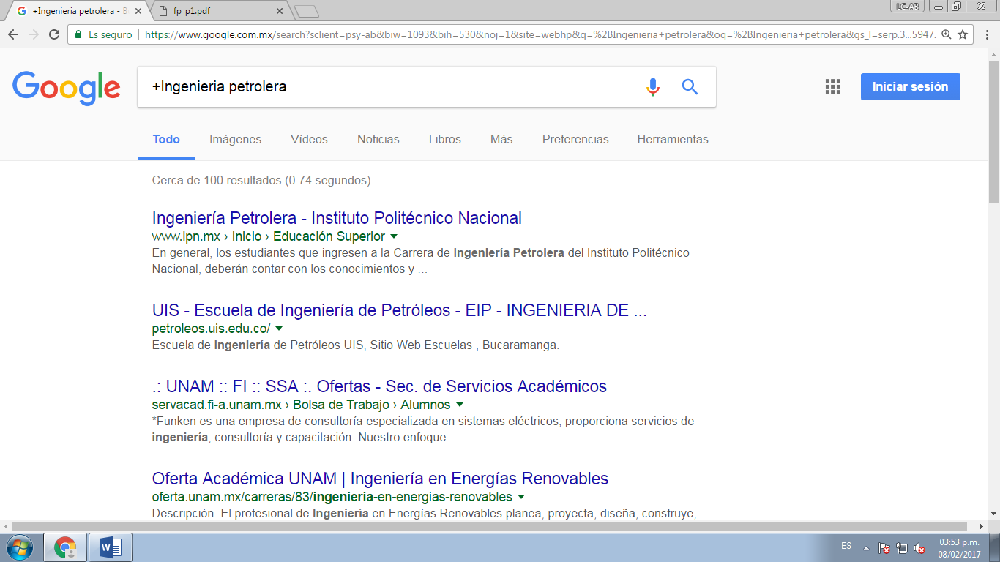 +Ingenieria petrolera - B
fp_p1.pdf
LC-AB
Es seguro
https://www.google.com.mx/search?sclient=psy-ab&biw=1093&bih=530&noj=1&site=webhp&q=%2BIngenieria+petrolera&oq=%2BIngenieria+petrolera&gs_l=serp.3...5947.
Google
+Ingenieria petrolera
Iniciar sesión
Todo Imágenes Vídeos Noticias Libros Más Preferencias Herramientas
Cerca de 100 resultados (0.74 segundos)
Ingeniería Petrolera - Instituto Politécnico Nacional
www.ipn.mx › Inicio › Educación Superior
En general, los estudiantes que ingresen a la Carrera de Ingeniería Petrolera del Instituto Politécnico
Nacional, deberán contar con los conocimientos y ...
UIS - Escuela de Ingeniería de Petróleos - EIP - INGENIERIA DE ...
petroleos.uis.edu.co/
Escuela de Ingeniería de Petróleos UIS, Sitio Web Escuelas , Bucaramanga.
.: UNAM :: FI :: SSA :. Ofertas - Sec. de Servicios Académicos
servacad.fi-a.unam.mx › Bolsa de Trabajo › Alumnos
*Funken es una empresa de consultoría especializada en sistemas eléctricos, proporciona servicios de
ingeniería, consultoría y capacitación. Nuestro enfoque ...
Oferta Académica UNAM | Ingeniería en Energías Renovables
oferta.unam.mx/carreras/83/ingenieria-en-energias-renovables
Descripción. El profesional de Ingeniería en Energías Renovables planea, proyecta, diseña, construye,
ES
03:53 p.m.
08/02/2017